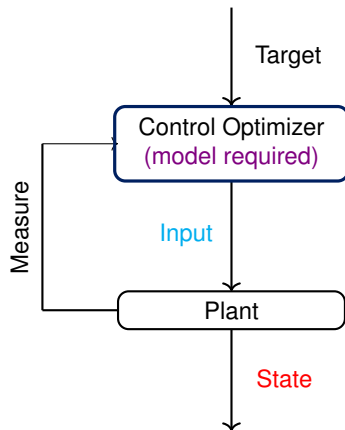 Target
Control Optimizer
(model required)
Measure
Input
Plant
State